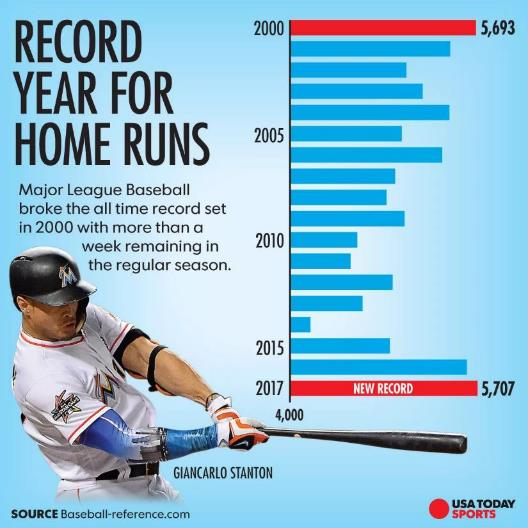 RECORD
YEAR FOR
HOME RUNS
Major League Baseball
broke the all time record set
in 2000 with more than a
week remaining in
the regular season.
2000 5,693
2005
2010
2015
2017 NEW RECORD 5,707
4,000
GIANCARLO STANTON
SOURCE Baseball-reference.com
USA TODAY
SPORTS